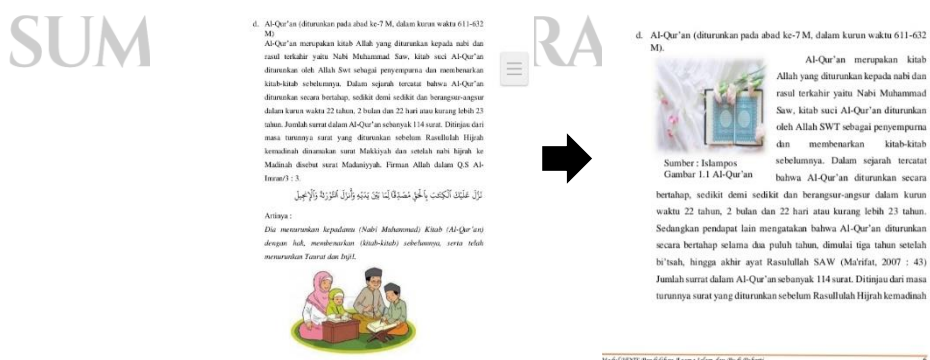 SUM
d. Al-Qur'an (diturunkan pada abad ke-7 M, dalam kurun waktu 611-632
M)
Al-Qur'an merupakan kitab Allah yang diturunkan kepada nabi dan
rasul terkahir yaitu Nabi Muhammad Saw, kitab suci Al-Qur'an
diturunkan oleh Allah Swt sebagai penyempurna dan membenarkan
kitab-kitab sebelumnya. Dalam sejarah tercatat bahwa Al-Qur'an
diturunkan secara bertahap, sedikit demi sedikit dan berangsur-angsur
dalam kurun waktu 22 tahun, 2 bulan dan 22 hari atau kurang lebih 23
tahun. Jumlah surrat dalam Al-Qur'an sebanyak 114 surat. Ditinjau dari
masa turunnya surat yang diturunkan sebelum Rasullulah Hijrah
kemadinah dinamakan surat Makkiyah dan setelah nabi hijrah ke
Madinah disebut surat Madaniyyah. Firman Allah dalam Q.S Al-
Imran/3 : 3.
نَزَّلَ عَلَيْكَ ٱلْكِتَٰبَ بِٱلْحَقِّ مُصَدِّقًا لِّمَا بَيْنَ يَدَيْهِ وَأَنزَلَ ٱلتَّوْرَىٰةَ وَٱلْإِنجِيلَ
Artinya :
Dia menurunkan kepadamu (Nabi Muhammad) Kitab (Al-Qur'an)
dengan hak, membenarkan (kitab-kitab) sebelumnya, serta telah
menurunkan Taurat dan Injil.
RA
d. Al-Qur'an (diturunkan pada abad ke-7 M, dalam kurun waktu 611-632
M).
Al-Qur'an merupakan kitab
Allah yang diturunkan kepada nabi dan
rasul terkahir yaitu Nabi Muhammad
Saw, kitab suci Al-Qur'an diturunkan
oleh Allah SWT sebagai penyempurna
dan membenarkan kitab-kitab
sebelumnya. Dalam sejarah tercatat
bahwa Al-Qur'an diturunkan secara
Sumber : Islampos
Gambar 1.1 Al-Qur'an
bertahap, sedikit demi sedikit dan berangsur-angsur dalam kurun
waktu 22 tahun, 2 bulan dan 22 hari atau kurang lebih 23 tahun.
Sedangkan pendapat lain mengatakan bahwa Al-Qur'an diturunkan
secara bertahap selama dua puluh tahun, dimulai tiga tahun setelah
bi'tsah, hingga akhir ayat Rasulullah SAW (Ma'rifat, 2007 : 43)
Jumlah surrat dalam Al-Qur'an sebanyak 114 surat. Ditinjau dari masa
turunnya surat yang diturunkan sebelum Rasullulah Hijrah kemadinah